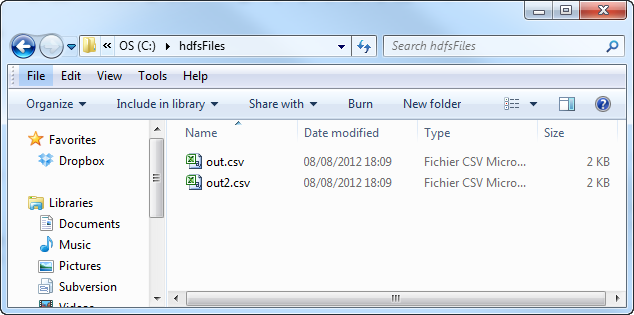 « OS (C:) ▸ hdfsFiles
Search hdfsFiles
File Edit View Tools Help
Organize Include in library Share with Burn New folder
Favorites
Dropbox
Libraries
Documents
Music
Pictures
Subversion
Videos
Name Date modified Type Size
out.csv 08/08/2012 18:09 Fichier CSV Micro... 2 KB
out2.csv 08/08/2012 18:09 Fichier CSV Micro... 2 KB